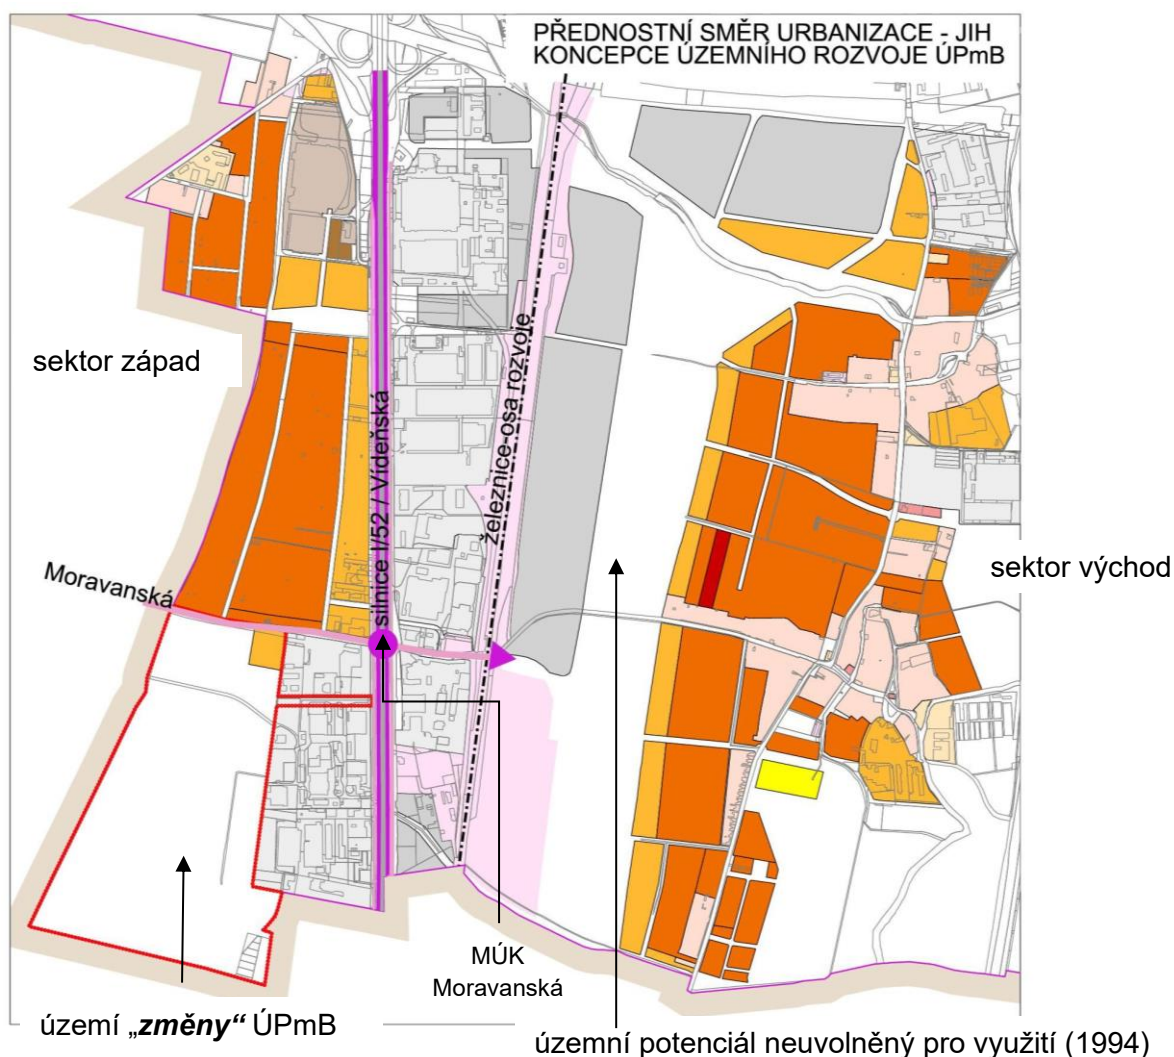 PŘEDNOSTNÍ SMĚR URBANIZACE - JIH
KONCEPCE ÚZEMNÍHO ROZVOJE ÚPmB
sektor západ
silnice I/52 / Vídeňská
železnice-osa rozvoje
sektor východ
Moravanská
MÚK
Moravanská
území „změny“ ÚPmB
územní potenciál neuvolněný pro využití (1994)